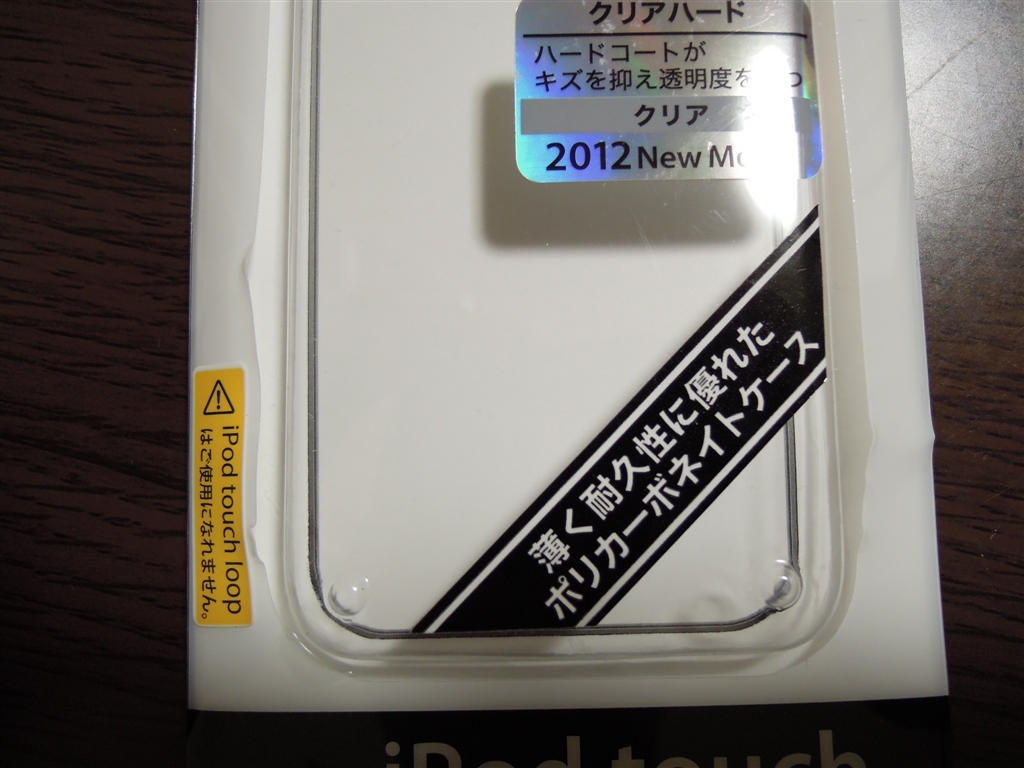 クリアハード
ハードコートが
キズを抑え透明度を
クリア
2012 New
薄く耐久性に優れた
ポリカーボネイトケース
iPod touch loop
はご使用になれません。
iPod touch